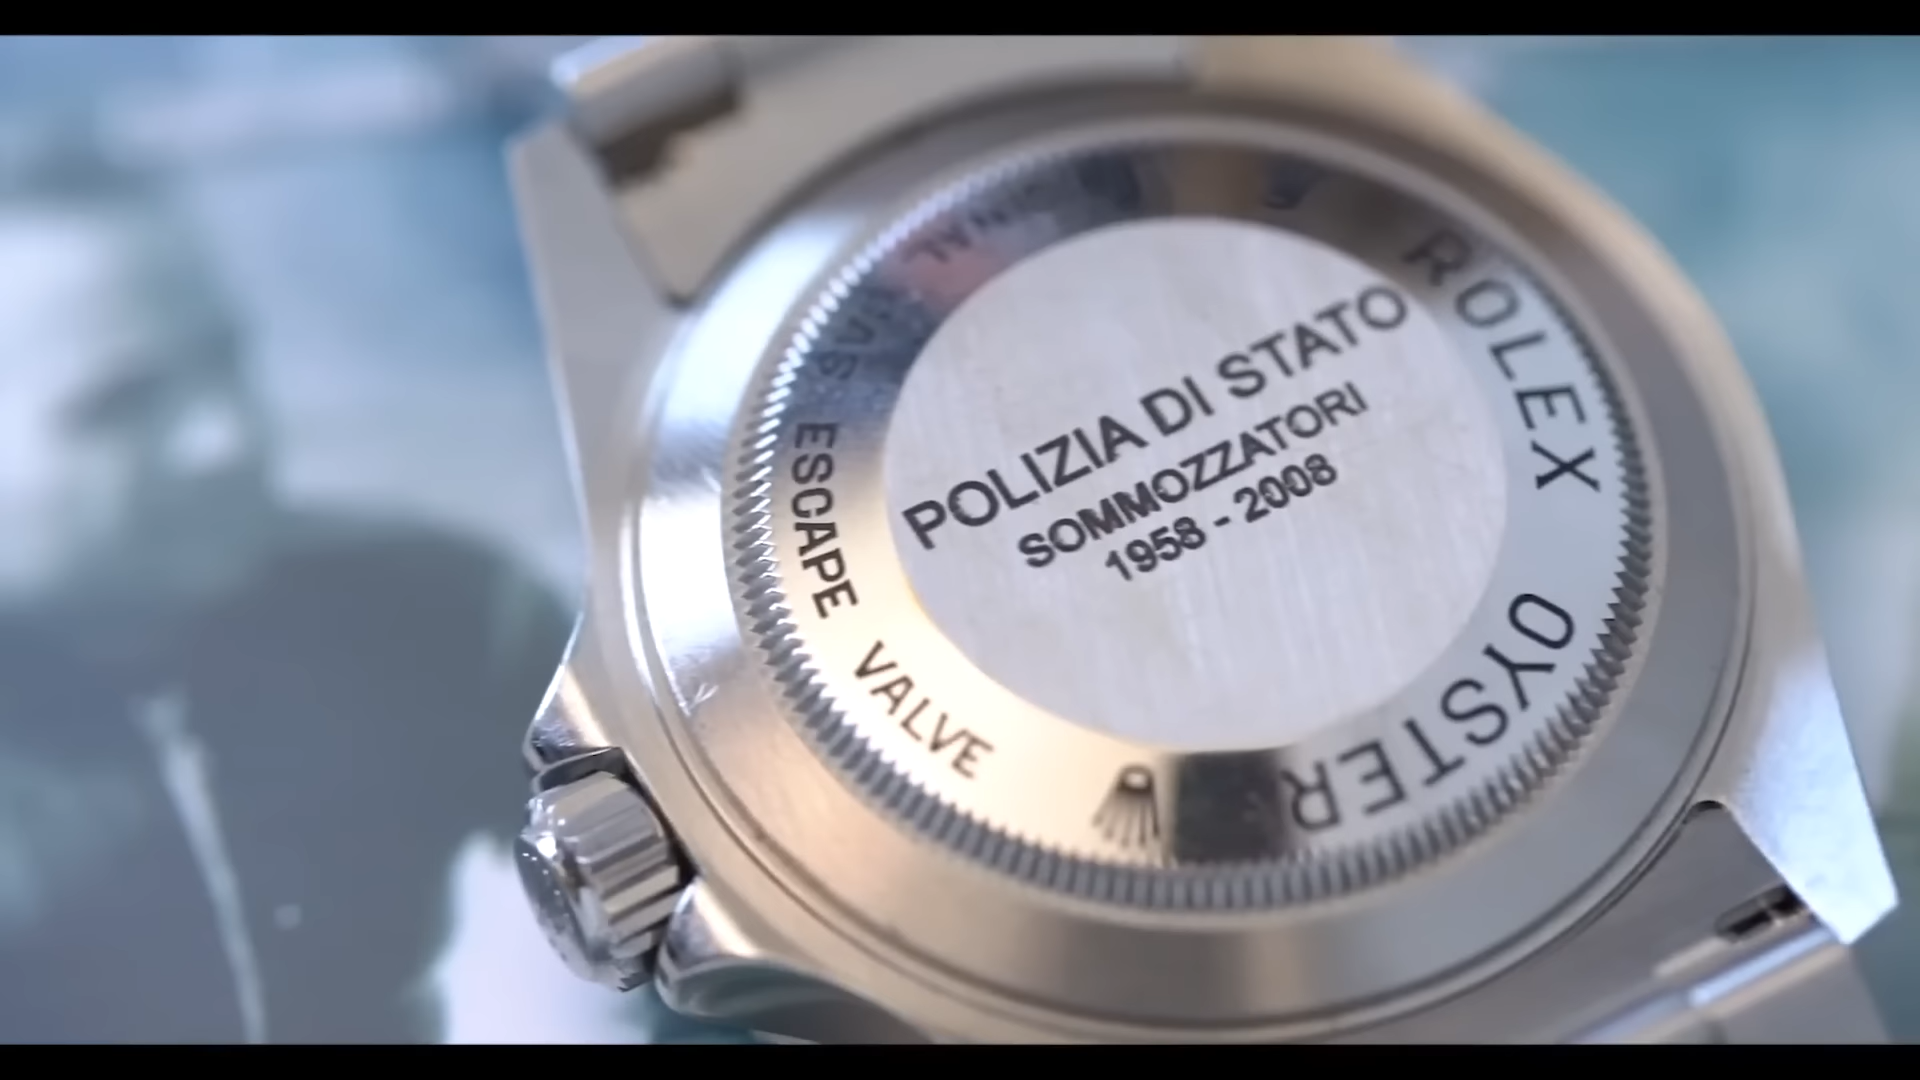 POLIZIA DI STATO
SOMMOZZATORI
1958 - 2008
ROLEX
OYSTER
ESCAPE VALVE